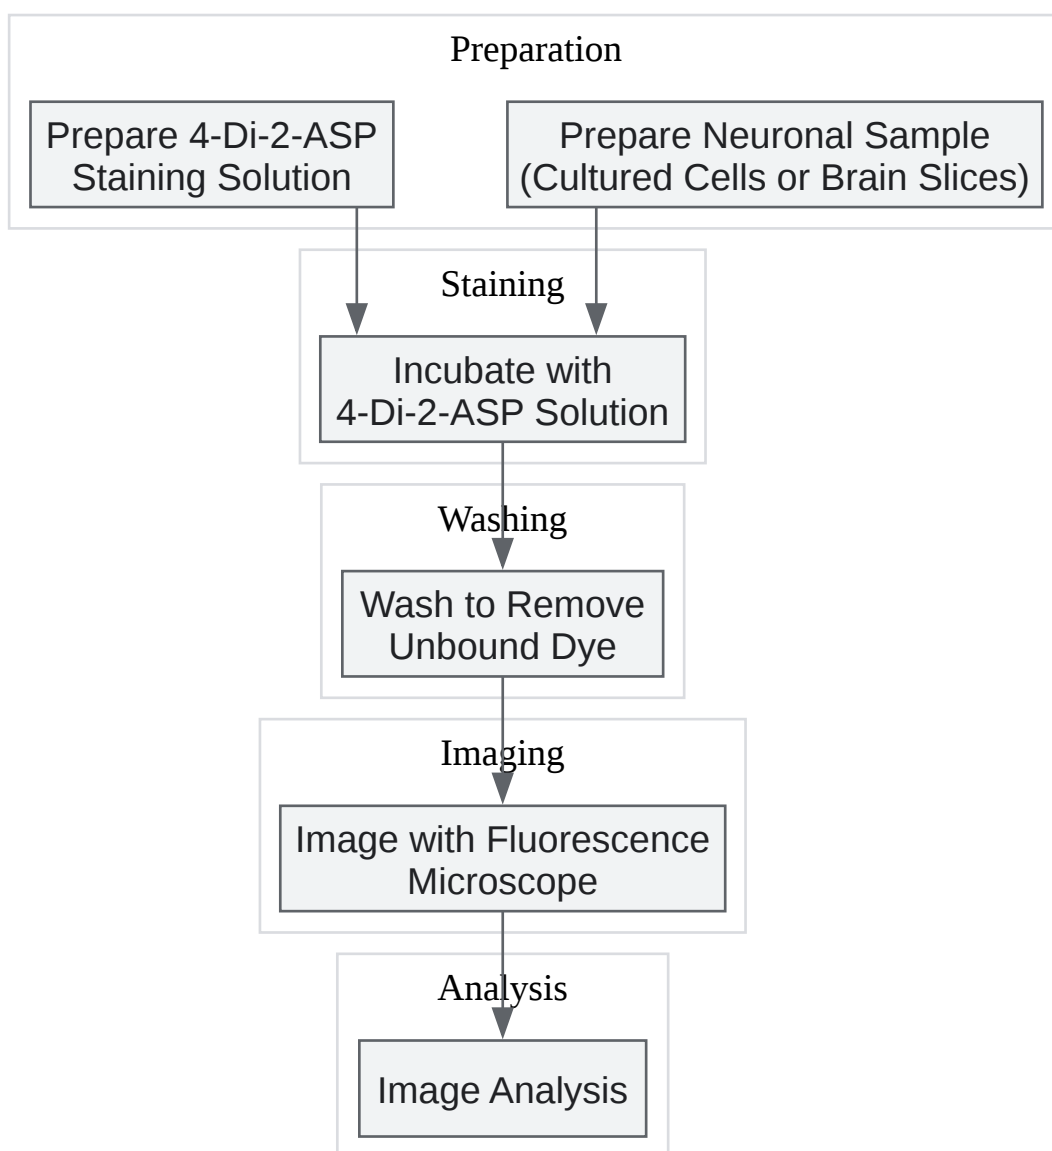 Preparation
Prepare 4-Di-2-ASP
Staining Solution
Prepare Neuronal Sample
(Cultured Cells or Brain Slices)
Staining
Incubate with
4-Di-2-ASP Solution
Washing
Wash to Remove
Unbound Dye
Imaging
Image with Fluorescence
Microscope
Analysis
Image Analysis